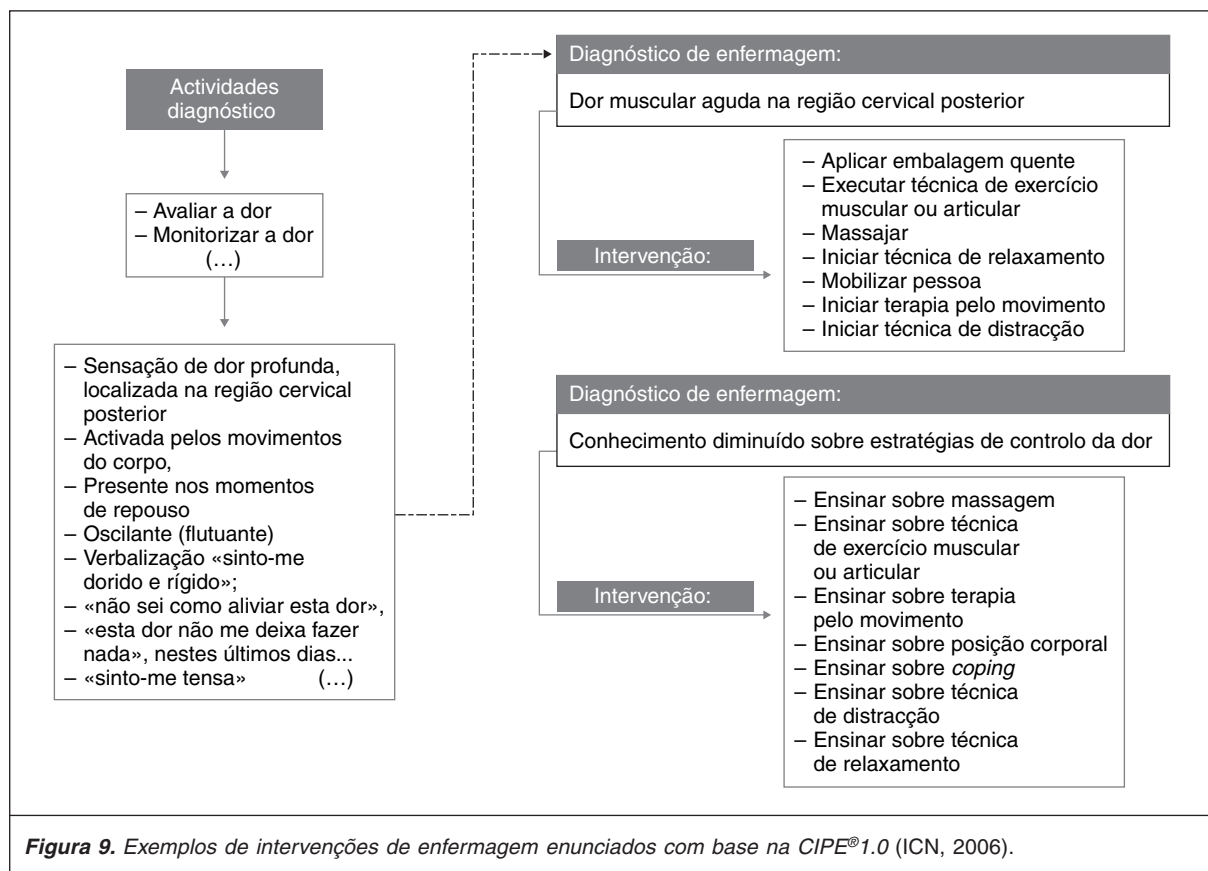 Actividades
diagnóstico
– Avaliar a dor
– Monitorizar a dor
(…)
– Sensação de dor profunda,
localizada na região cervical
posterior
– Activada pelos movimentos
do corpo,
– Presente nos momentos
de repouso
– Oscilante (flutuante)
– Verbalização «sinto-me
dorido e rígido»;
– «não sei como aliviar esta dor»,
– «esta dor não me deixa fazer
nada», nestes últimos dias...
– «sinto-me tensa» (…)
Diagnóstico de enfermagem:
Dor muscular aguda na região cervical posterior
Intervenção:
– Aplicar embalagem quente
– Executar técnica de exercício
muscular ou articular
– Massajar
– Iniciar técnica de relaxamento
– Mobilizar pessoa
– Iniciar terapia pelo movimento
– Iniciar técnica de distracção
Diagnóstico de enfermagem:
Conhecimento diminuído sobre estratégias de controlo da dor
Intervenção:
– Ensinar sobre massagem
– Ensinar sobre técnica
de exercício muscular
ou articular
– Ensinar sobre terapia
pelo movimento
– Ensinar sobre posição corporal
– Ensinar sobre coping
– Ensinar sobre técnica
de distracção
– Ensinar sobre técnica
de relaxamento
Figura 9. Exemplos de intervenções de enfermagem enunciados com base na CIPE®1.0 (ICN, 2006).